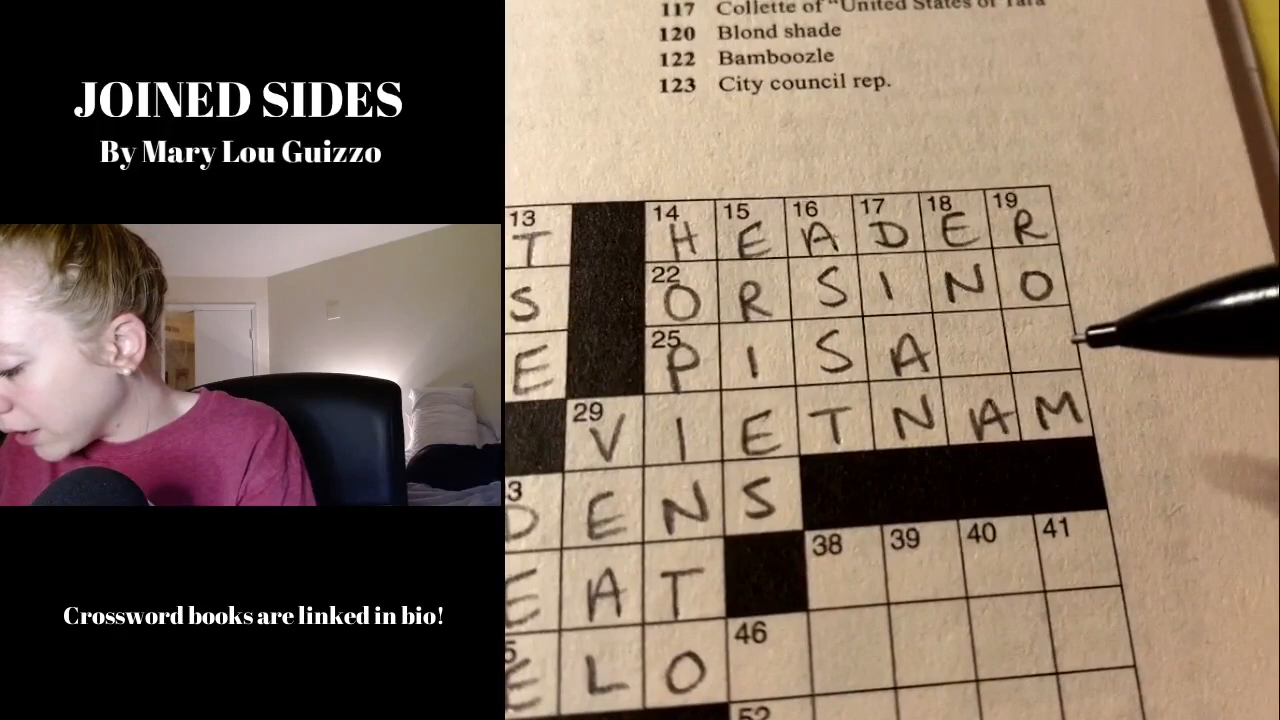 JOINED SIDES
By Mary Lou Guizzo
Crossword books are linked in bio!
117 Collette of "United States of Tara"
120 Blond shade
122 Bamboozle
123 City council rep.
13 T 14 H 15 E 16 A 17 D 18 E 19 R
S 22 O R S I N O
E 25 P I S A
29 V I E T N A M
D E N S
E A T 38 39 40 41
E L O 46
52